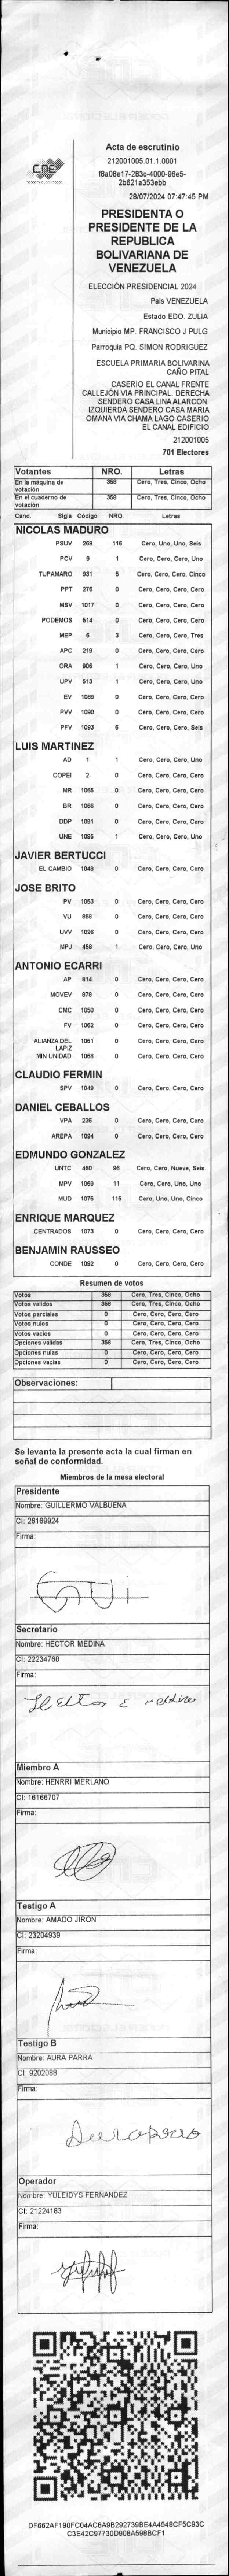 CNE
Acta de escrutinio
212001005.01.1.0001
f8a08e17-283c-4000-96e5-
2b621a353ebb
28/07/2024 07:47:45 PM
PRESIDENTA O
PRESIDENTE DE LA
REPUBLICA
BOLIVARIANA DE
VENEZUELA
ELECCIÓN PRESIDENCIAL 2024
Pais VENEZUELA
Estado EDO. ZULIA
Municipio MP. FRANCISCO J PULG
Parroquia PQ. SIMON RODRIGUEZ
ESCUELA PRIMARIA BOLIVARINA
CAÑO PITAL
CASERIO EL CANAL FRENTE
CALLEJÓN VIA PRINCIPAL. DERECHA
SENDERO CASA LINA ALARCON.
IZQUIERDA SENDERO CASA MARIA
OMANA VIA CHAMA LAGO CASERIO
EL CANAL EDIFICIO
212001005
701 Electores
Votantes NRO. Letras
En la máquina de votación 358 Cero, Tres, Cinco, Ocho
En el cuaderno de votación 358 Cero, Tres, Cinco, Ocho
Cand. Sigla Código NRO. Letras
NICOLAS MADURO
PSUV 269 116 Cero, Uno, Uno, Seis
PCV 9 1 Cero, Cero, Cero, Uno
TUPAMARO 931 5 Cero, Cero, Cero, Cinco
PPT 276 0 Cero, Cero, Cero, Cero
MSV 1017 0 Cero, Cero, Cero, Cero
PODEMOS 514 0 Cero, Cero, Cero, Cero
MEP 6 3 Cero, Cero, Cero, Tres
APC 219 0 Cero, Cero, Cero, Cero
ORA 906 1 Cero, Cero, Cero, Uno
UPV 513 1 Cero, Cero, Cero, Uno
EV 1089 0 Cero, Cero, Cero, Cero
PVV 1090 0 Cero, Cero, Cero, Cero
PFV 1093 6 Cero, Cero, Cero, Seis
LUIS MARTINEZ
AD 1 1 Cero, Cero, Cero, Uno
COPEI 2 0 Cero, Cero, Cero, Cero
MR 1065 0 Cero, Cero, Cero, Cero
BR 1066 0 Cero, Cero, Cero, Cero
DDP 1091 0 Cero, Cero, Cero, Cero
UNE 1095 1 Cero, Cero, Cero, Uno
JAVIER BERTUCCI
EL CAMBIO 1048 0 Cero, Cero, Cero, Cero
JOSE BRITO
PV 1053 0 Cero, Cero, Cero, Cero
VU 968 0 Cero, Cero, Cero, Cero
UVV 1096 0 Cero, Cero, Cero, Cero
MPJ 458 1 Cero, Cero, Cero, Uno
ANTONIO ECARRI
AP 814 0 Cero, Cero, Cero, Cero
MOVEV 878 0 Cero, Cero, Cero, Cero
CMC 1050 0 Cero, Cero, Cero, Cero
FV 1062 0 Cero, Cero, Cero, Cero
ALIANZA DEL LAPIZ 1061 0 Cero, Cero, Cero, Cero
MIN UNIDAD 1068 0 Cero, Cero, Cero, Cero
CLAUDIO FERMIN
SPV 1049 0 Cero, Cero, Cero, Cero
DANIEL CEBALLOS
VPA 236 0 Cero, Cero, Cero, Cero
AREPA 1094 0 Cero, Cero, Cero, Cero
EDMUNDO GONZALEZ
UNTC 460 96 Cero, Cero, Nueve, Seis
MPV 1069 11 Cero, Cero, Uno, Uno
MUD 1075 115 Cero, Uno, Uno, Cinco
ENRIQUE MARQUEZ
CENTRADOS 1073 0 Cero, Cero, Cero, Cero
BENJAMIN RAUSSEO
CONDE 1092 0 Cero, Cero, Cero, Cero
Resumen de votos
Votos 358 Cero, Tres, Cinco, Ocho
Votos validos 358 Cero, Tres, Cinco, Ocho
Votos parciales 0 Cero, Cero, Cero, Cero
Votos nulos 0 Cero, Cero, Cero, Cero
Votos vacios 0 Cero, Cero, Cero, Cero
Opciones validas 358 Cero, Tres, Cinco, Ocho
Opciones nulas 0 Cero, Cero, Cero, Cero
Opciones vacias 0 Cero, Cero, Cero, Cero
Observaciones:
Se levanta la presente acta la cual firman en
señal de conformidad.
Miembros de la mesa electoral
Presidente
Nombre: GUILLERMO VALBUENA
CI: 26169924
Firma:
Secretario
Nombre: HECTOR MEDINA
CI: 22234760
Firma:
Hector E medina
Miembro A
Nombre: HENRRI MERLANO
CI: 16166707
Firma:
Testigo A
Nombre: AMADO JIRON
CI: 23204939
Firma:
Testigo B
Nombre: AURA PARRA
CI: 9202088
Firma:
Operador
Nombre: YULEIDYS FERNANDEZ
CI: 21224183
Firma:
DF662AF190FC04AC8A9B292739BE4A4548CF5C93C
C3E42C97730D908A598BCF1